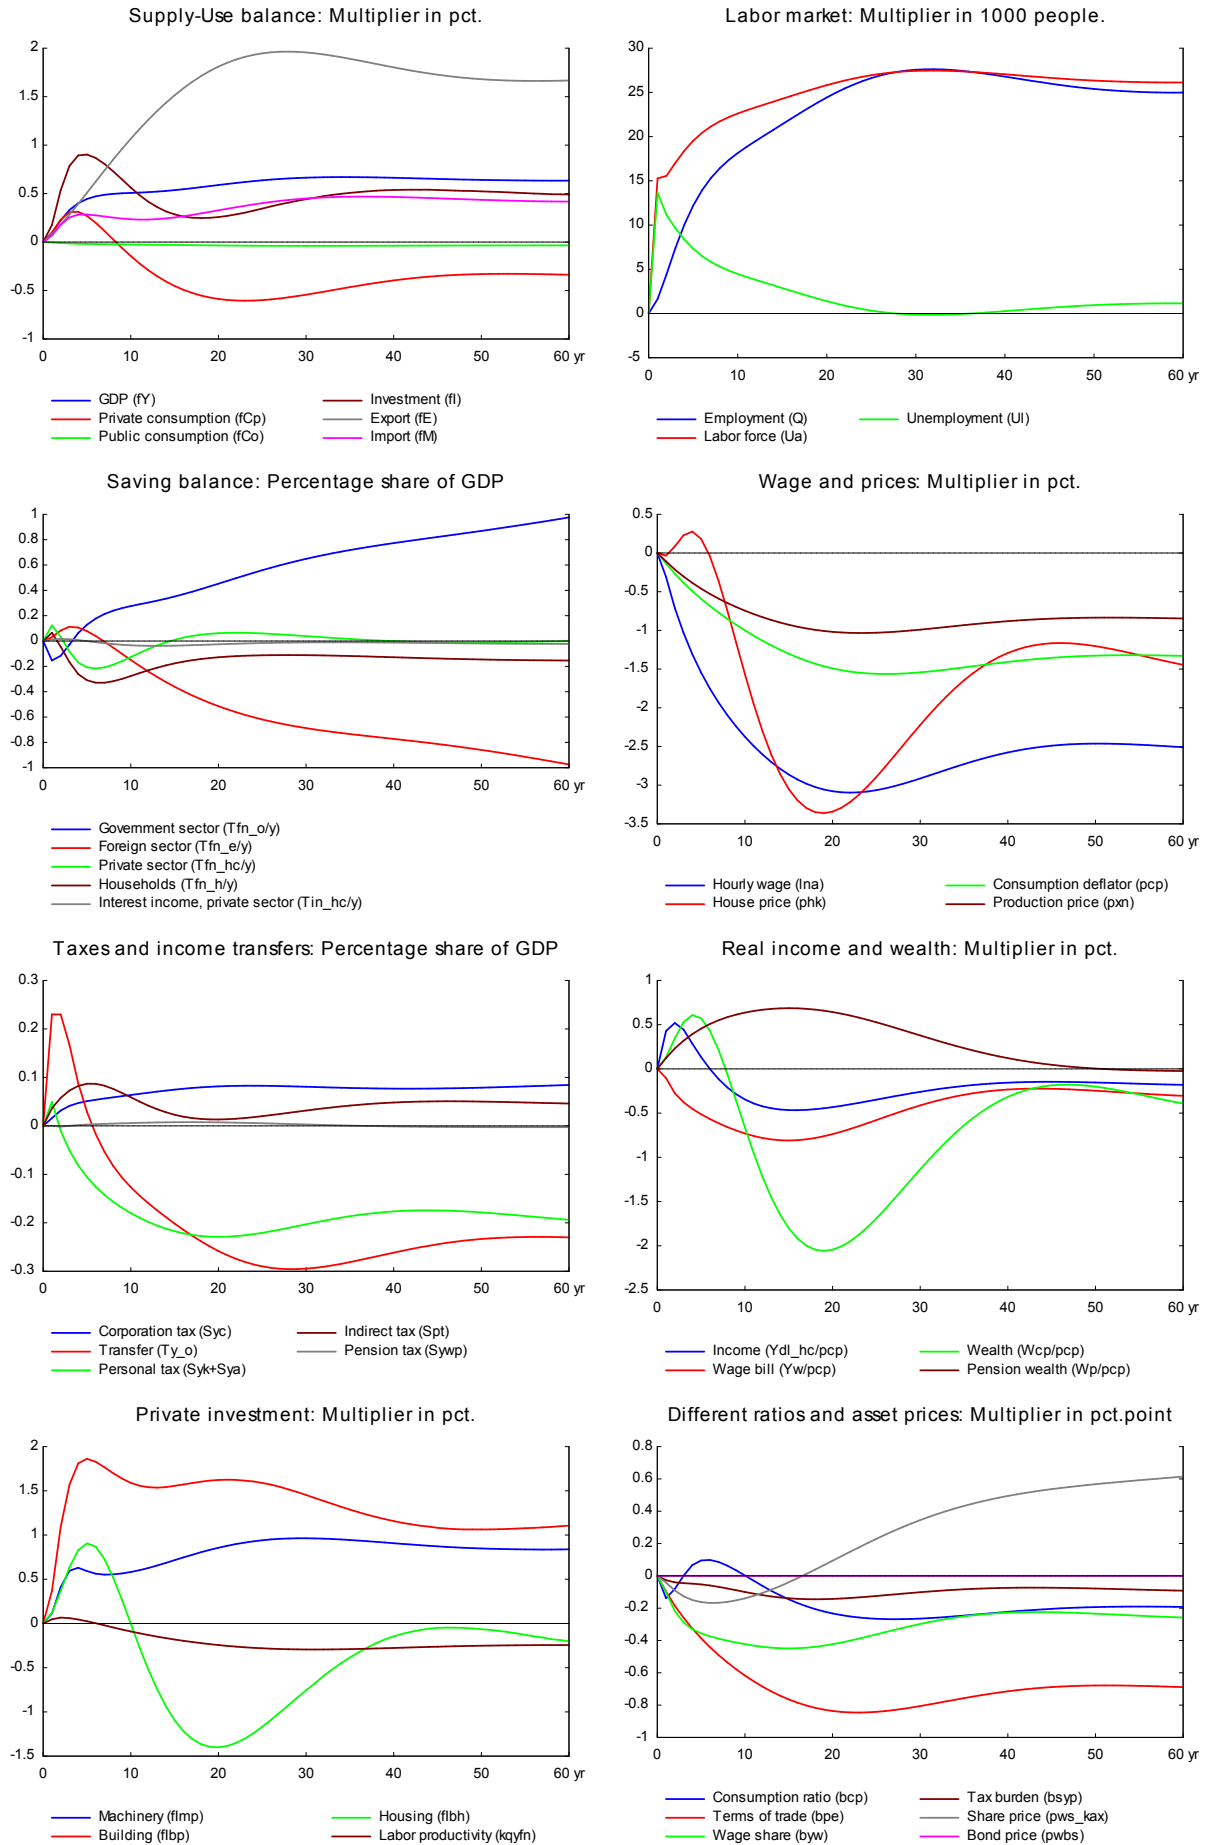 Supply-Use balance: Multiplier in pct.
2
1.5
1
0.5
0
-0.5
-1
0 10 20 30 40 50 60 yr
GDP (fY)
Investment (fI)
Private consumption (fCp)
Export (fE)
Public consumption (fCo)
Import (fM)
Labor market: Multiplier in 1000 people.
30
25
20
15
10
5
0
-5
0 10 20 30 40 50 60 yr
Employment (Q)
Unemployment (Ul)
Labor force (Ua)
Saving balance: Percentage share of GDP
1
0.8
0.6
0.4
0.2
0
-0.2
-0.4
-0.6
-0.8
-1
0 10 20 30 40 50 60 yr
Government sector (Tfn_o/y)
Foreign sector (Tfn_e/y)
Private sector (Tfn_hc/y)
Households (Tfn_h/y)
Interest income, private sector (Tin_hc/y)
Wage and prices: Multiplier in pct.
0.5
0
-0.5
-1
-1.5
-2
-2.5
-3
-3.5
0 10 20 30 40 50 60 yr
Hourly wage (lna)
Consumption deflator (pcp)
House price (phk)
Production price (pxn)
Taxes and income transfers: Percentage share of GDP
0.3
0.2
0.1
0
-0.1
-0.2
-0.3
0 10 20 30 40 50 60 yr
Corporation tax (Syc)
Indirect tax (Spt)
Transfer (Ty_o)
Pension tax (Sywp)
Personal tax (Syk+Sya)
Real income and wealth: Multiplier in pct.
1
0.5
0
-0.5
-1
-1.5
-2
-2.5
0 10 20 30 40 50 60 yr
Income (Ydl_hc/pcp)
Wealth (Wcp/pcp)
Wage bill (Yw/pcp)
Pension wealth (Wp/pcp)
Private investment: Multiplier in pct.
2
1.5
1
0.5
0
-0.5
-1
-1.5
0 10 20 30 40 50 60 yr
Machinery (fImp)
Housing (fIbh)
Building (fIbp)
Labor productivity (kqyfn)
Different ratios and asset prices: Multiplier in pct.point
0.8
0.6
0.4
0.2
0
-0.2
-0.4
-0.6
-0.8
-1
0 10 20 30 40 50 60 yr
Consumption ratio (bcp)
Tax burden (bsyp)
Terms of trade (bpe)
Share price (pws_kax)
Wage share (byw)
Bond price (pwbs)